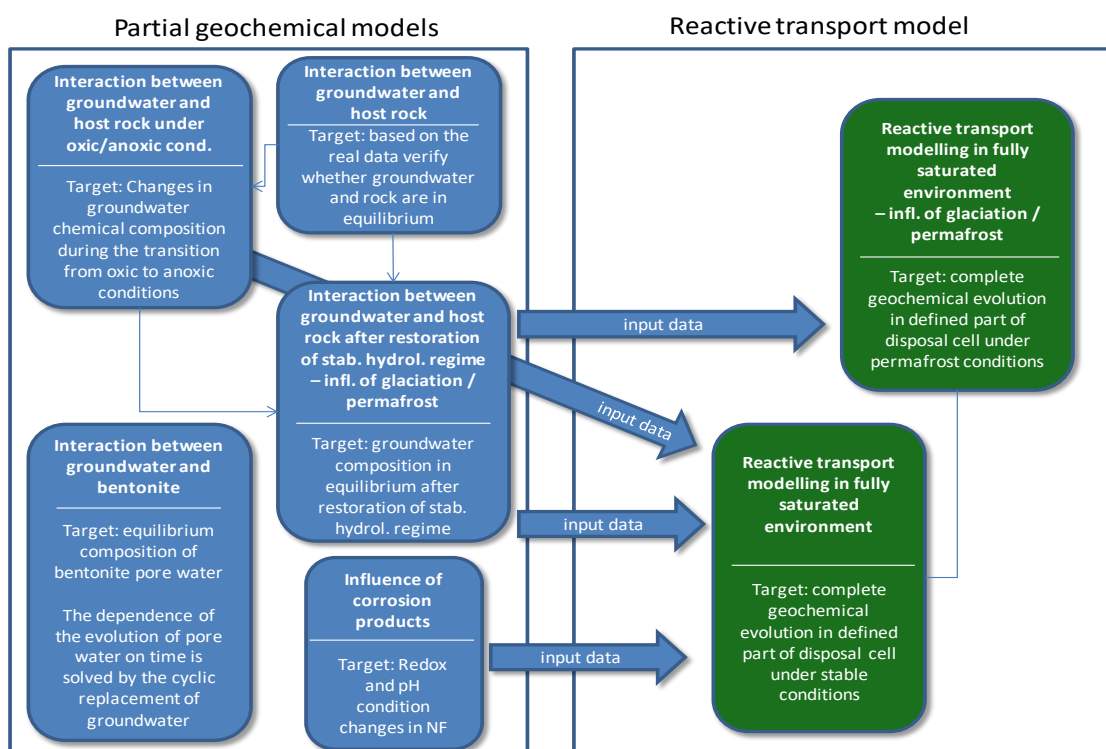 Partial geochemical models
Reactive transport model
Interaction between
groundwater and
host rock under
oxic/anoxic cond.
Target: Changes in
groundwater
chemical composition
during the transition
from oxic to anoxic
conditions
Interaction between
groundwater and
host rock
Target: based on the
real data verify
whether groundwater
and rock are in
equilibrium
Interaction between
groundwater and host
rock after restoration
of stab. hydrol. regime
– infl. of glaciation /
permafrost
Target: groundwater
composition in
equilibrium after
restoration of stab.
hydrol. regime
Interaction between
groundwater and
bentonite
Target: equilibrium
composition of
bentonite pore water
The dependence of
the evolution of pore
water on time is
solved by the cyclic
replacement of
groundwater
Influence of
corrosion
products
Target: Redox
and pH
condition
changes in NF
input data
input data
input data
input data
Reactive transport
modelling in fully
saturated
environment
– infl. of glaciation /
permafrost
Target: complete
geochemical evolution
in defined part of
disposal cell under
permafrost conditions
Reactive transport
modelling in fully
saturated
environment
Target: complete
geochemical
evolution in defined
part of disposal cell
under stable
conditions